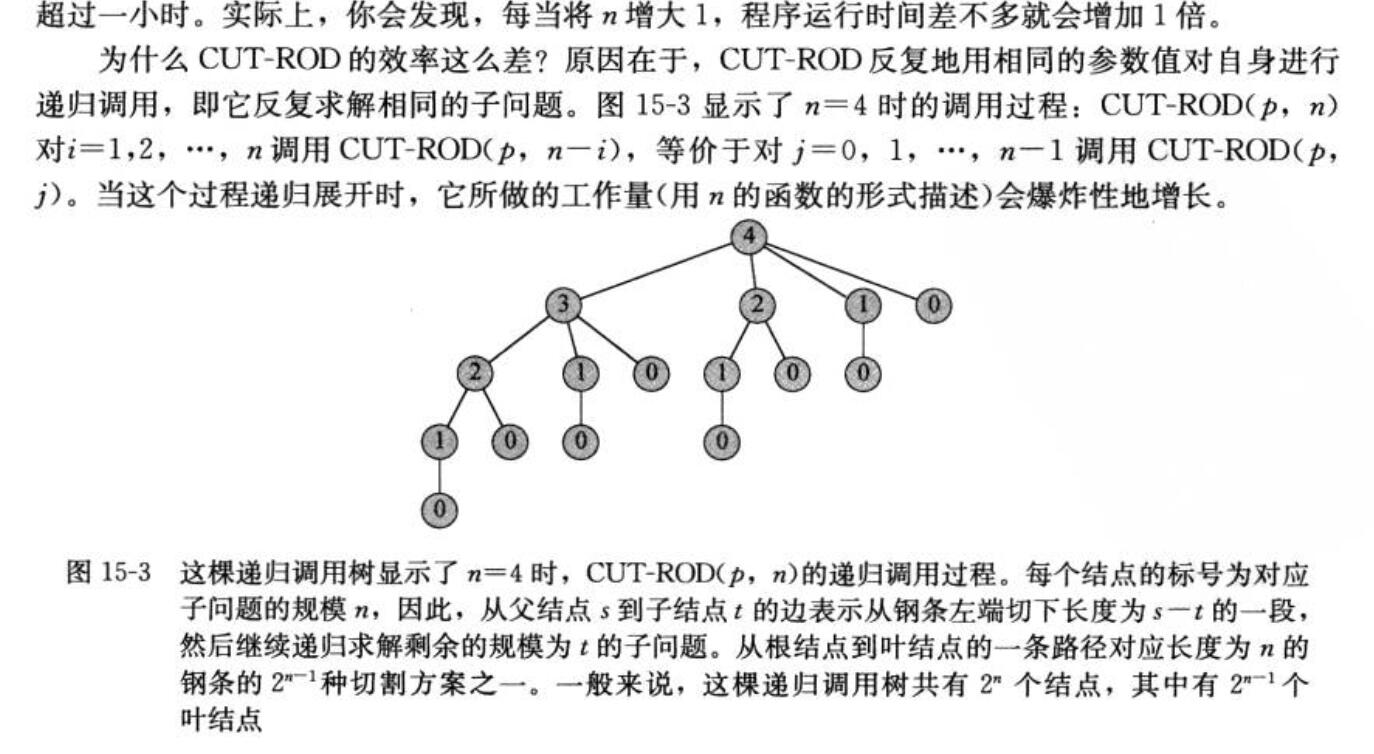 超过一小时。实际上，你会发现，每当将 n 增大 1，程序运行时间差不多就会增加 1 倍。
为什么 CUT-ROD 的效率这么差？原因在于，CUT-ROD 反复地用相同的参数值对自身进行
递归调用，即它反复求解相同的子问题。图 15-3 显示了 n＝4 时的调用过程：CUT-ROD(p，n)
对i＝1,2，…，n 调用 CUT-ROD(p，n－i)，等价于对 j＝0，1，…，n－1 调用 CUT-ROD(p，
j)。当这个过程递归展开时，它所做的工作量(用 n 的函数的形式描述)会爆炸性地增长。
4
3 2 1 0
2 1 0 1 0 0
1 0 0 0
0
图 15-3 这棵递归调用树显示了 n＝4 时，CUT-ROD(p，n)的递归调用过程。每个结点的标号为对应
子问题的规模 n，因此，从父结点 s 到子结点 t 的边表示从钢条左端切下长度为 s－t 的一段，
然后继续递归求解剩余的规模为 t 的子问题。从根结点到叶结点的一条路径对应长度为 n 的
钢条的 2ⁿ⁻¹种切割方案之一。一般来说，这棵递归调用树共有 2ⁿ 个结点，其中有 2ⁿ⁻¹个
叶结点